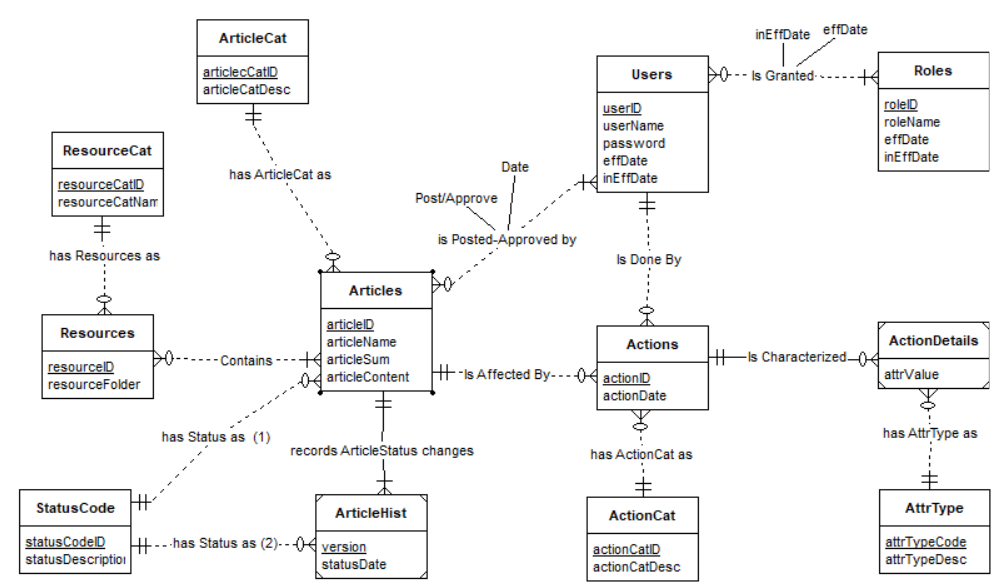 ArticleCat
articlecCatID
articleCatDesc
inEffDate
effDate
Users
userID
userName
password
effDate
inEffDate
Is Granted
Roles
roleID
roleName
effDate
inEffDate
ResourceCat
resourceCatID
resourceCatNam
has ArticleCat as
Date
Post/Approve
is Posted-Approved by
has Resources as
Is Done By
Articles
articleID
articleName
articleSum
articleContent
Resources
resourceID
resourceFolder
Contains
Is Affected By
Actions
actionID
actionDate
Is Characterized
ActionDetails
attrValue
has Status as (1)
records ArticleStatus changes
has ActionCat as
has AttrType as
StatusCode
statusCodeID
statusDescription
has Status as (2)
ArticleHist
version
statusDate
ActionCat
actionCatID
actionCatDesc
AttrType
attrTypeCode
attrTypeDesc